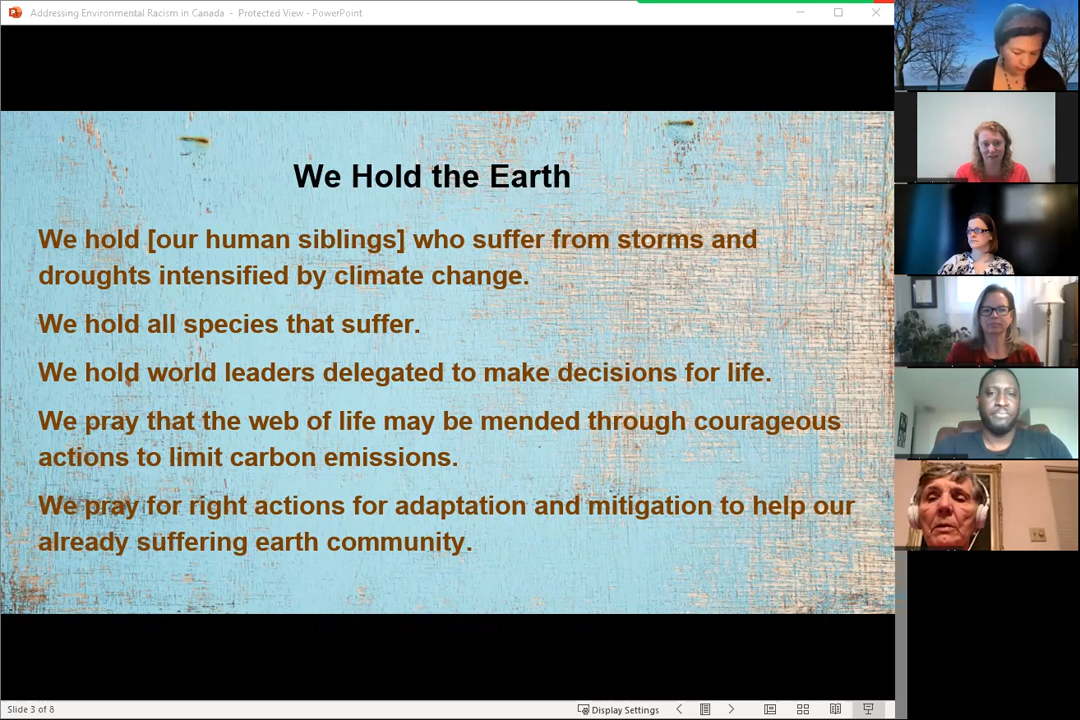 Addressing Environmental Racism in Canada - Protected View - PowerPoint
We Hold the Earth
We hold [our human siblings] who suffer from storms and
droughts intensified by climate change.
We hold all species that suffer.
We hold world leaders delegated to make decisions for life.
We pray that the web of life may be mended through courageous
actions to limit carbon emissions.
We pray for right actions for adaptation and mitigation to help our
already suffering earth community.
Slide 3 of 8
Display Settings